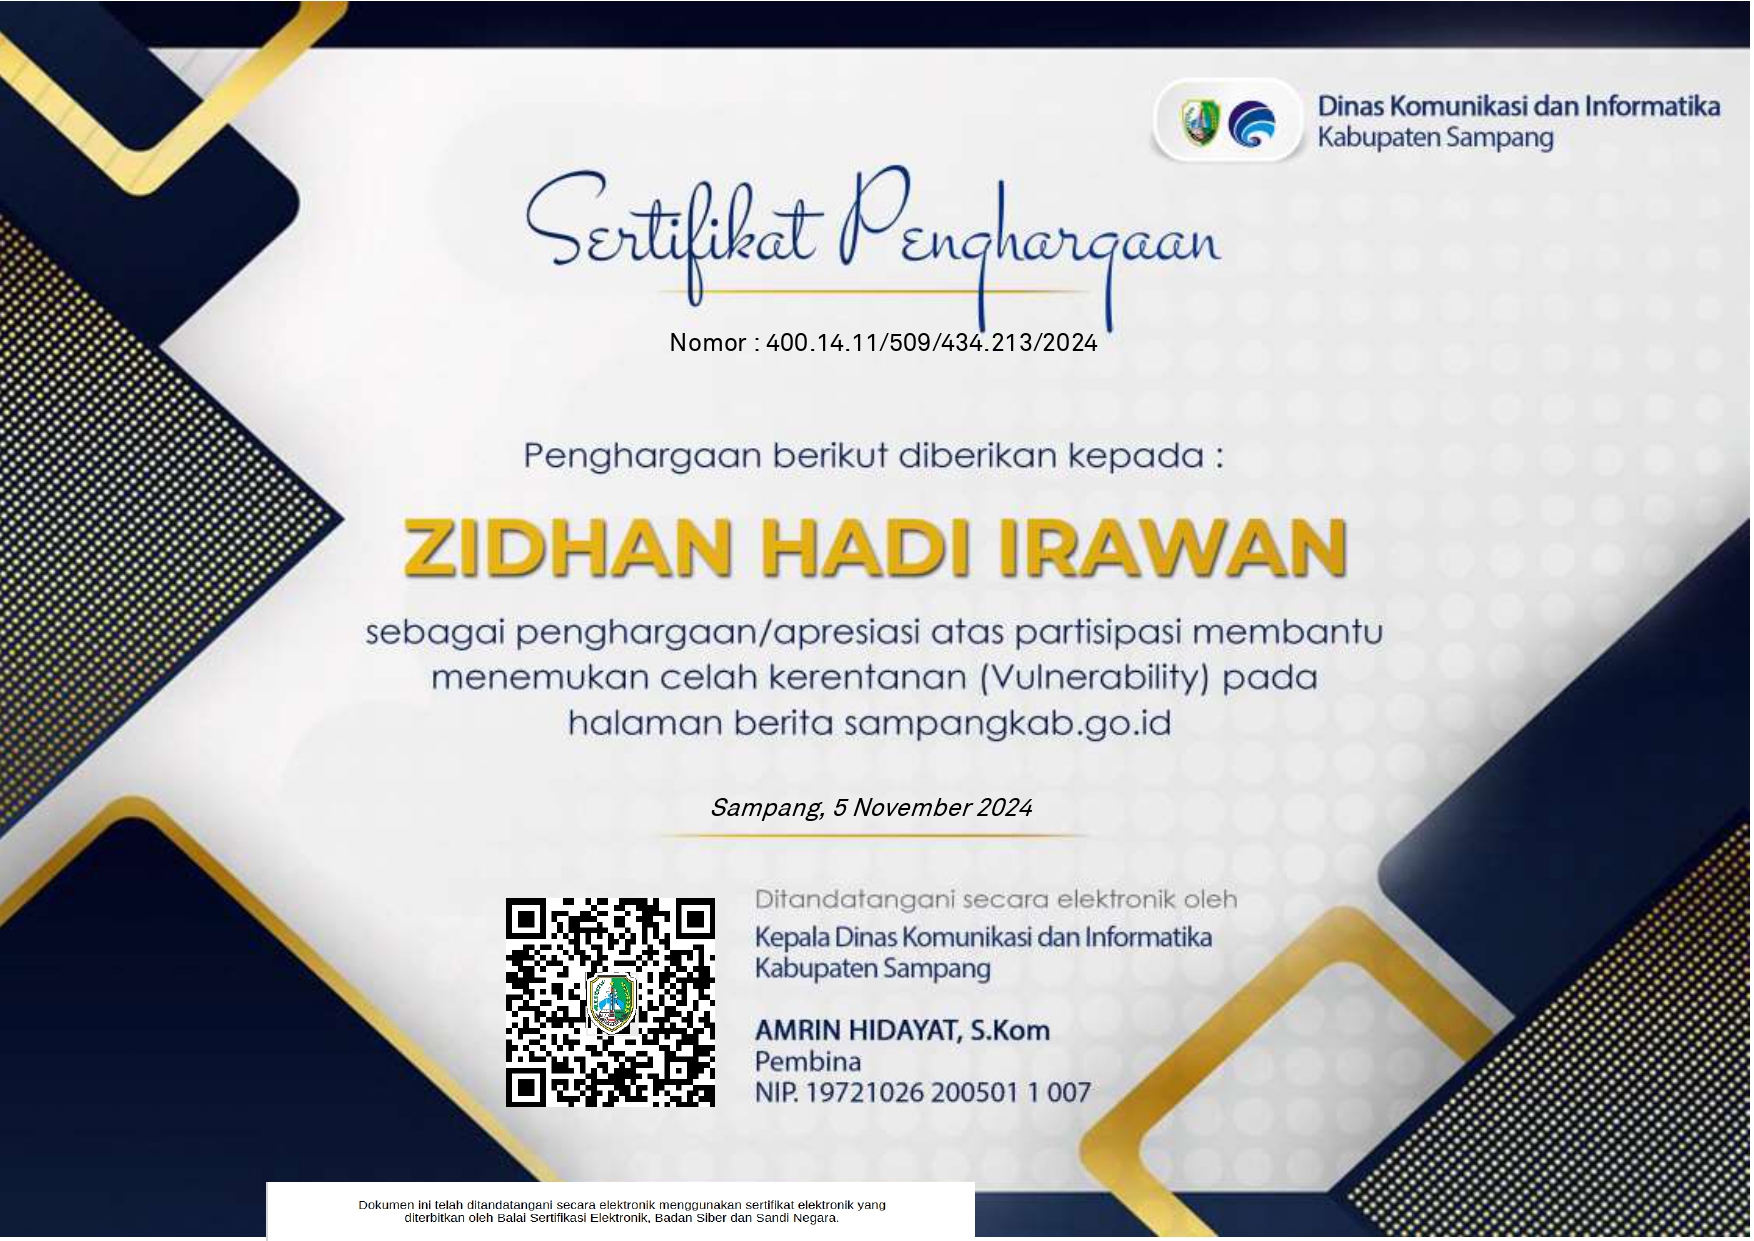 Dinas Komunikasi dan Informatika
Kabupaten Sampang
Sertifikat Penghargaan
Nomor : 400.14.11/509/434.213/2024
Penghargaan berikut diberikan kepada :
ZIDHAN HADI IRAWAN
sebagai penghargaan/apresiasi atas partisipasi membantu
menemukan celah kerentanan (Vulnerability) pada
halaman berita sampangkab.go.id
Sampang, 5 November 2024
Ditandatangani secara elektronik oleh
Kepala Dinas Komunikasi dan Informatika
Kabupaten Sampang
AMRIN HIDAYAT, S.Kom
Pembina
NIP. 19721026 200501 1 007
Dokumen ini telah ditandatangani secara elektronik menggunakan sertifikat elektronik yang
diterbitkan oleh Balai Sertifikasi Elektronik, Badan Siber dan Sandi Negara.